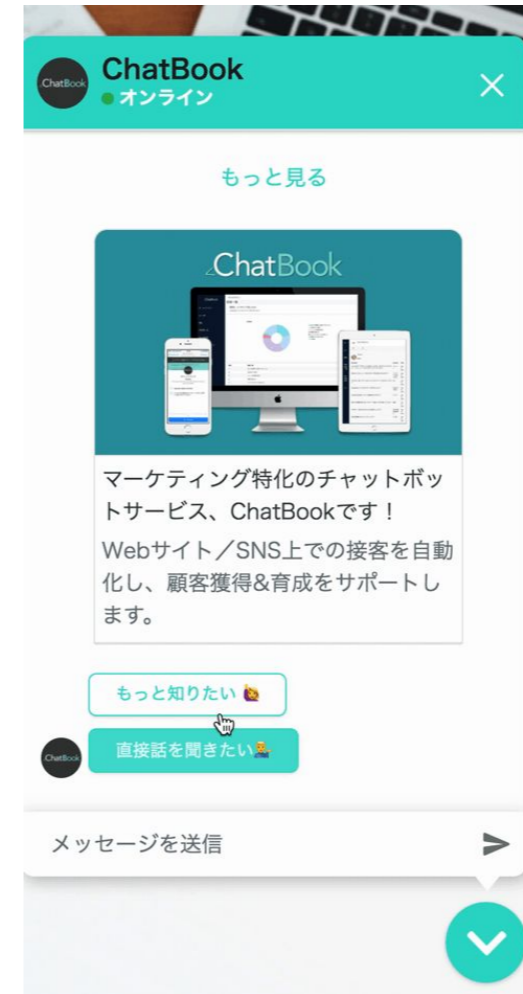 ChatBook
ChatBook
オンライン
もっと見る
ChatBook
マーケティング特化のチャットボッ
トサービス、ChatBookです！
Webサイト／SNS上での接客を自動
化し、顧客獲得&育成をサポートし
ます。
もっと知りたい🙋
直接話を聞きたい💁
ChatBook
メッセージを送信